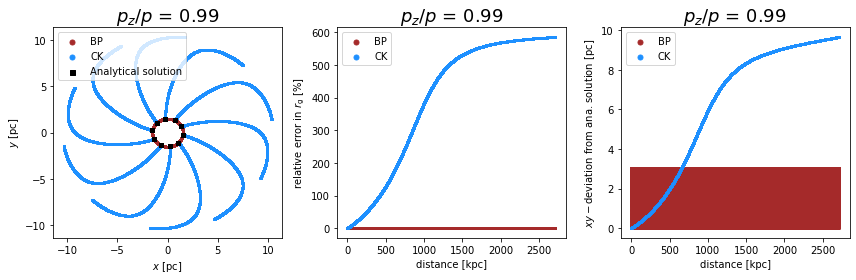 p_z/p = 0.99
BP
CK
Analytical solution
10
5
0
−5
−10
y [pc]
−10 −5 0 5 10
x [pc]
p_z/p = 0.99
BP
CK
600
500
400
300
200
100
0
relative error in r_g [%]
0 500 1000 1500 2000 2500
distance [kpc]
p_z/p = 0.99
BP
CK
10
8
6
4
2
0
xy − deviation from ana. solution [pc]
0 500 1000 1500 2000 2500
distance [kpc]